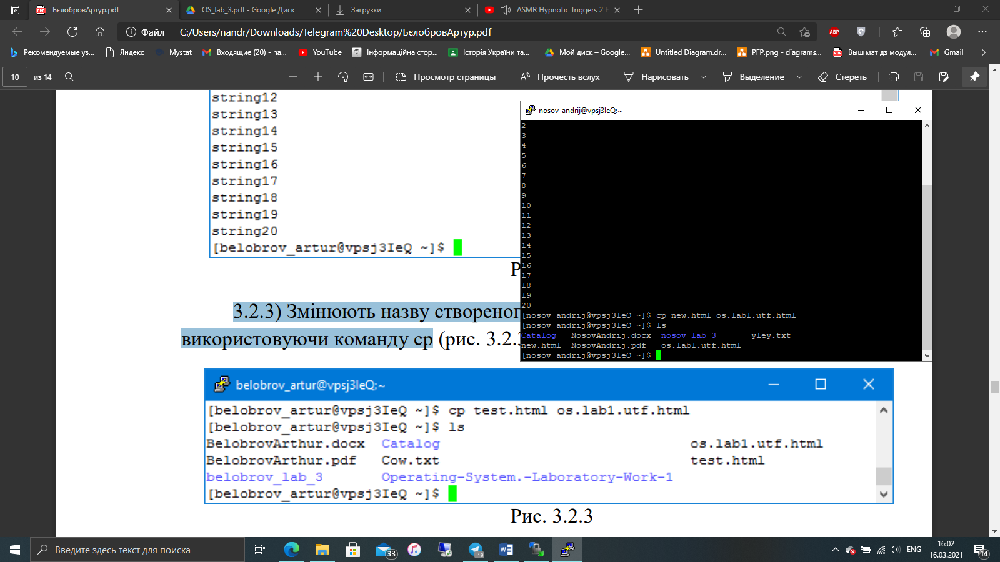 БєлобровАртур.pdf
OS_lab_3.pdf - Google Диск
Загрузки
ASMR Hypnotic Triggers 2
Файл
C:/Users/nandr/Downloads/Telegram%20Desktop/БєлобровАртур.pdf
ABP
Рекомендуемые уз...
Яндекс
Mystat
Входящие (20) - na...
YouTube
Інформаційна стор...
Історія України та...
Мой диск – Google...
Untitled Diagram.dr...
РГР.png - diagrams...
Выш мат дз модул...
Gmail
10 из 14
Просмотр страницы
Прочесть вслух
Нарисовать
Выделение
Стереть
string12
string13
string14
string15
string16
string17
string18
string19
string20
[belobrov_artur@vpsj3IeQ ~]$
Р
3.2.3) Змінюють назву створеног
використовуючи команду cp (рис. 3.2.
nosov_andrij@vpsj3IeQ:~
2
3
4
5
6
7
8
9
10
11
12
13
14
15
16
17
18
19
20
[nosov_andrij@vpsj3IeQ ~]$ cp new.html os.lab1.utf.html
[nosov_andrij@vpsj3IeQ ~]$ ls
Catalog NosovAndrij.docx nosov_lab_3 yley.txt
new.html NosovAndrij.pdf os.lab1.utf.html
[nosov_andrij@vpsj3IeQ ~]$
belobrov_artur@vpsj3IeQ:~
[belobrov_artur@vpsj3IeQ ~]$ cp test.html os.lab1.utf.html
[belobrov_artur@vpsj3IeQ ~]$ ls
BelobrovArthur.docx Catalog os.lab1.utf.html
BelobrovArthur.pdf Cow.txt test.html
belobrov_lab_3 Operating-System.-Laboratory-Work-1
[belobrov_artur@vpsj3IeQ ~]$
Рис. 3.2.3
Введите здесь текст для поиска
33
19
ENG
16:02
16.03.2021
14